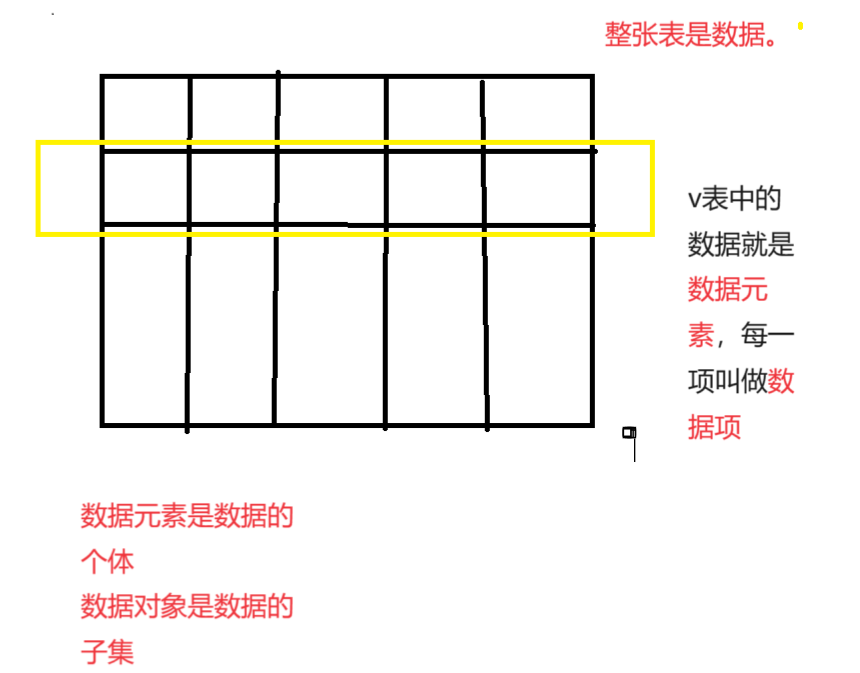 整张表是数据。
v表中的
数据就是
数据元
素，每一
项叫做数
据项
数据元素是数据的
个体
数据对象是数据的
子集